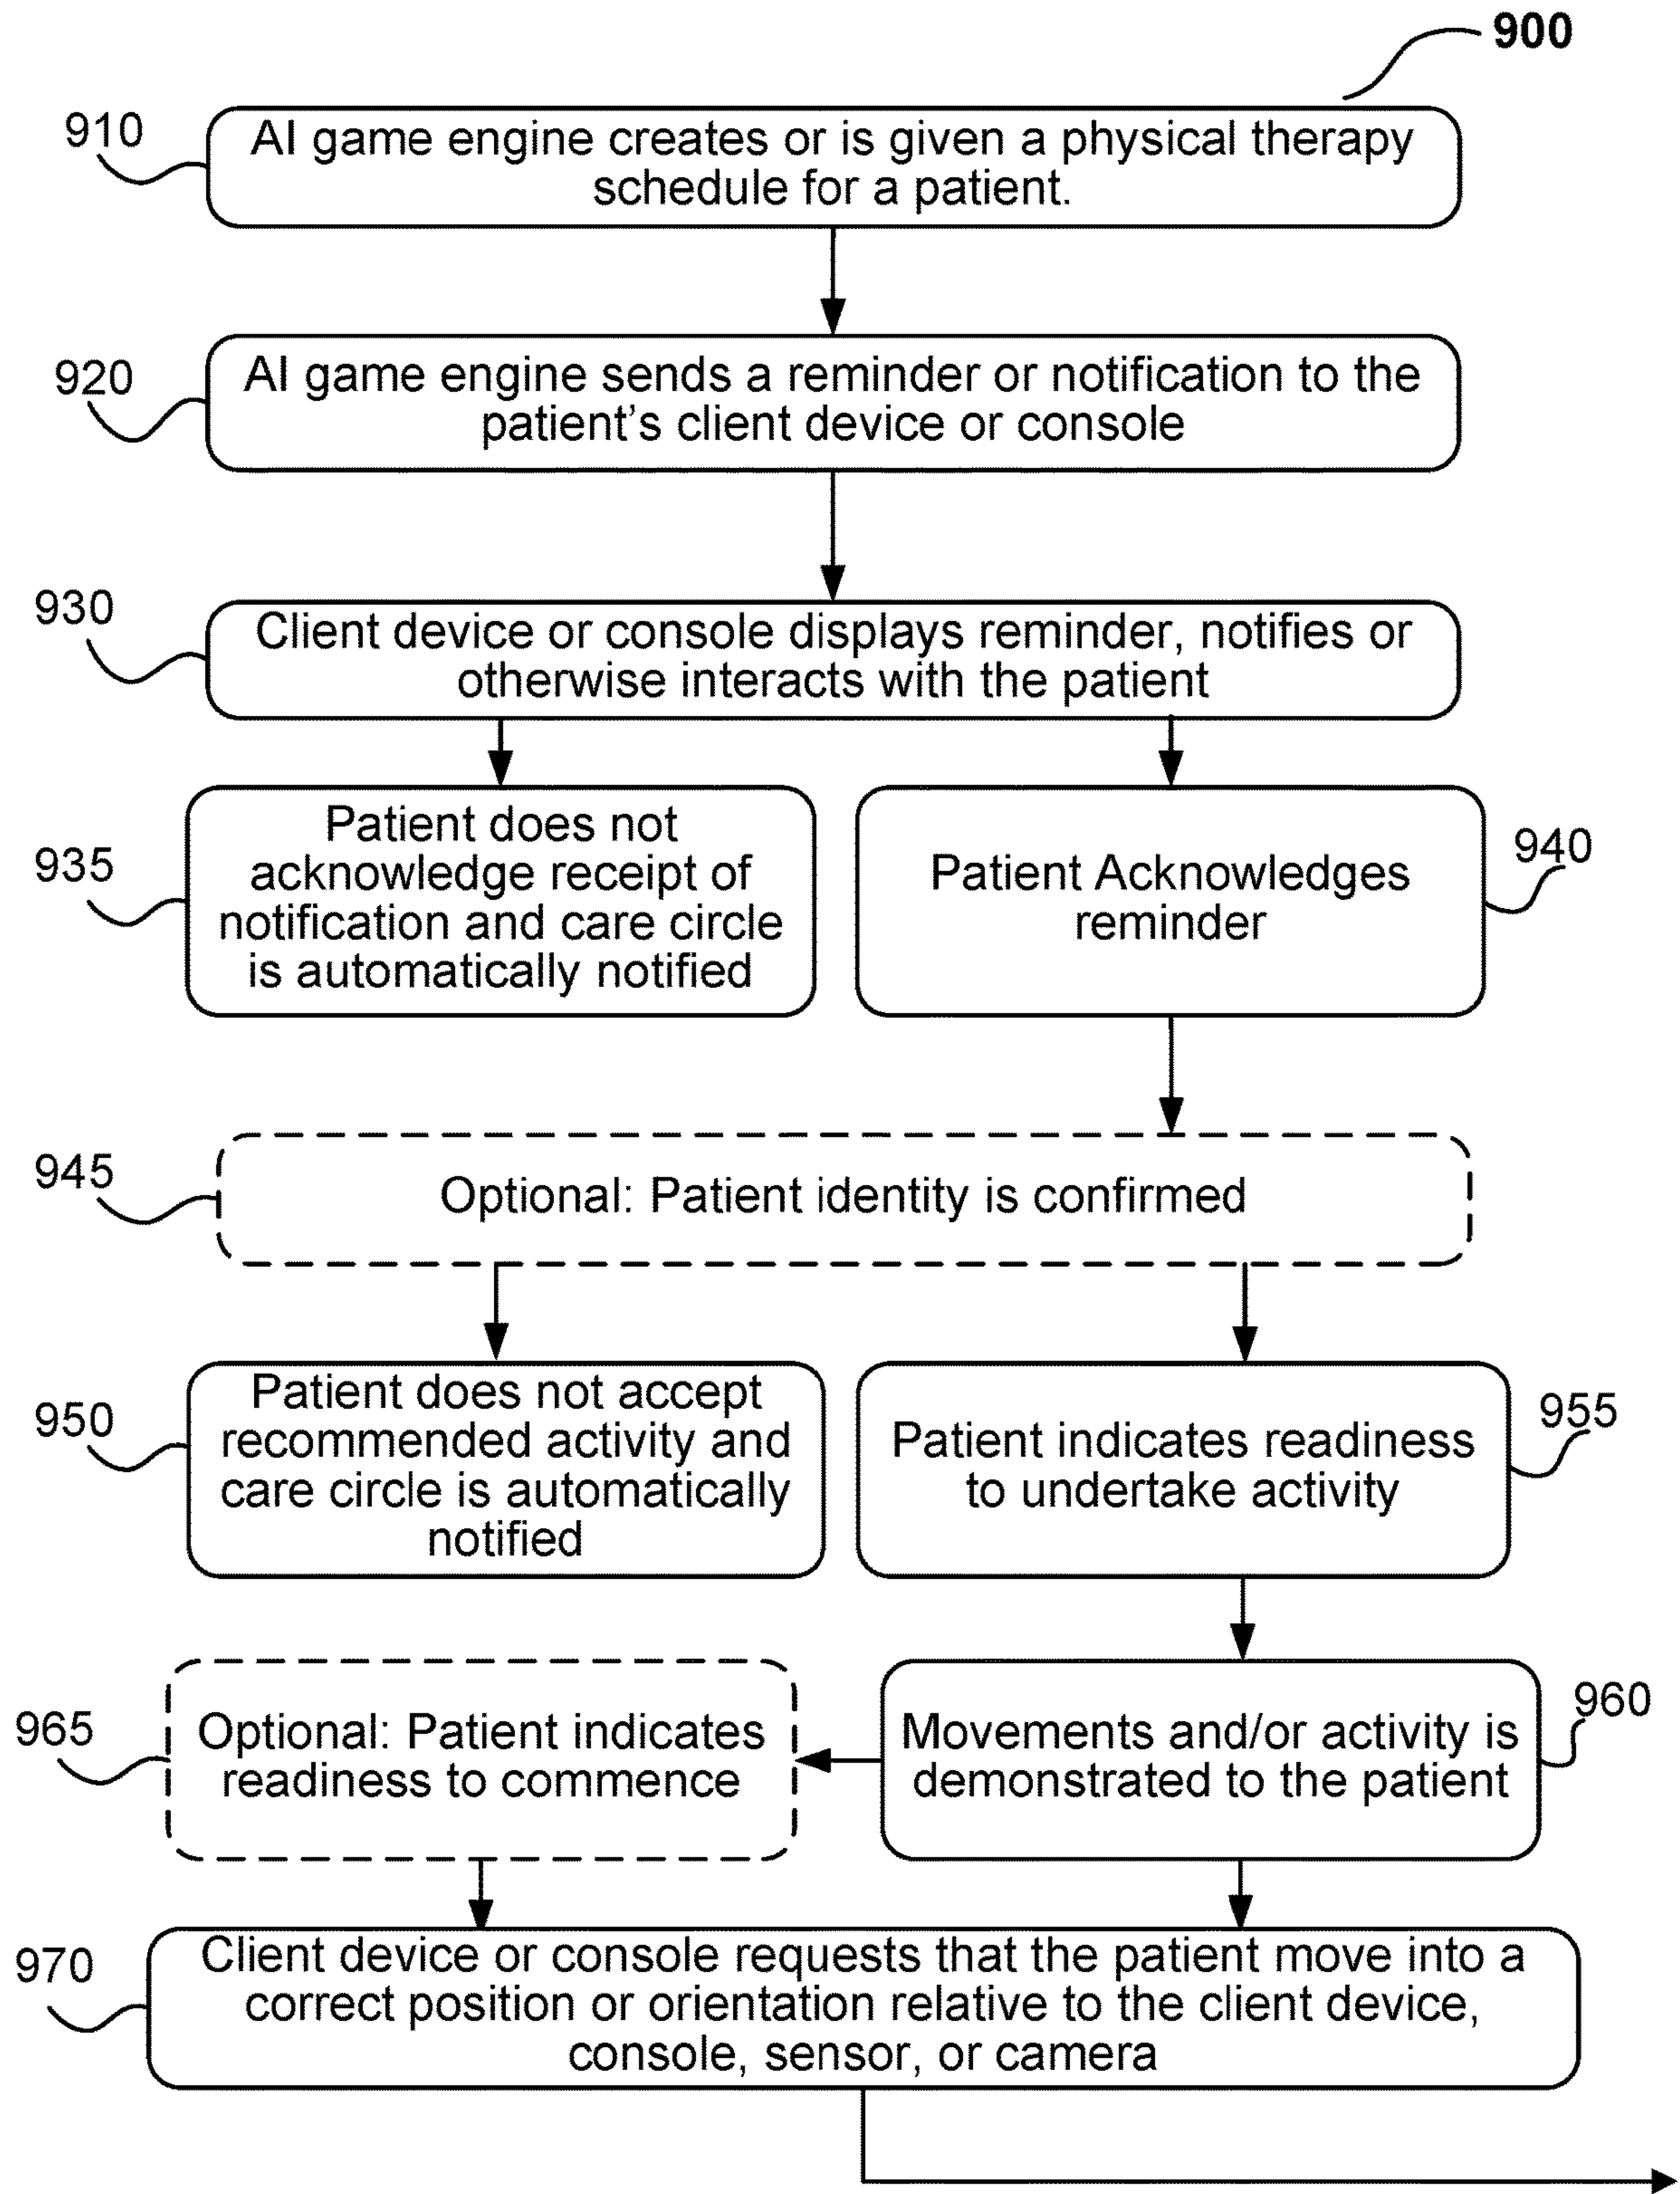 900
910
AI game engine creates or is given a physical therapy
schedule for a patient.
920
AI game engine sends a reminder or notification to the
patient’s client device or console
930
Client device or console displays reminder, notifies or
otherwise interacts with the patient
935
Patient does not
acknowledge receipt of
notification and care circle
is automatically notified
Patient Acknowledges
reminder
940
945
Optional: Patient identity is confirmed
950
Patient does not accept
recommended activity and
care circle is automatically
notified
Patient indicates readiness
to undertake activity
955
965
Optional: Patient indicates
readiness to commence
Movements and/or activity is
demonstrated to the patient
960
970
Client device or console requests that the patient move into a
correct position or orientation relative to the client device,
console, sensor, or camera